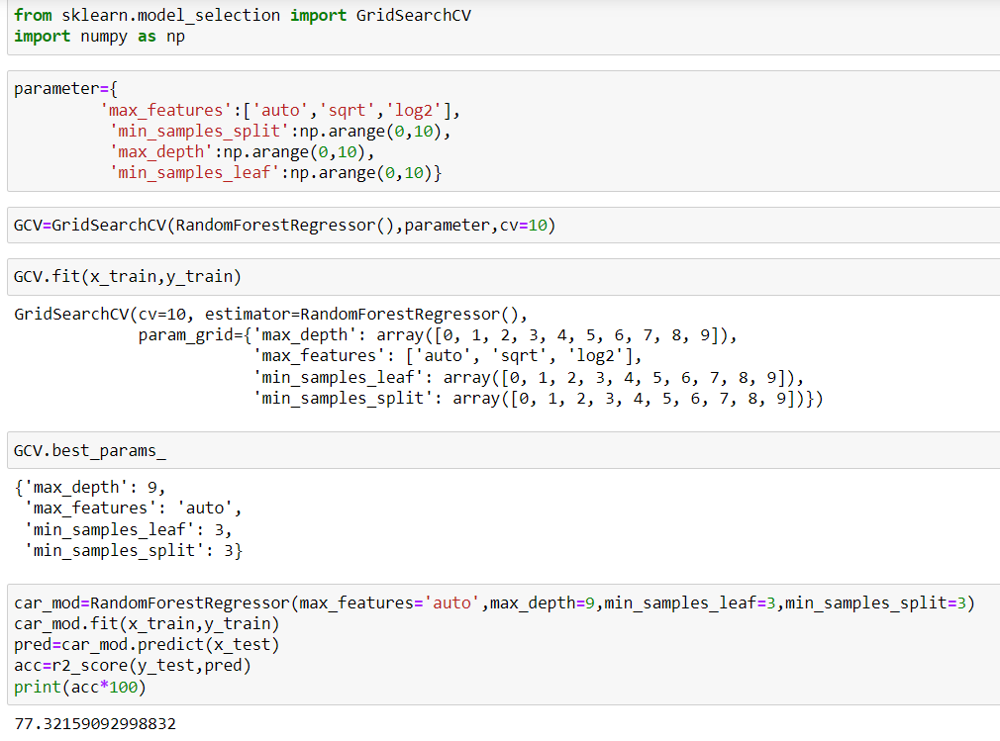 from sklearn.model_selection import GridSearchCV
import numpy as np
parameter={
'max_features':['auto','sqrt','log2'],
'min_samples_split':np.arange(0,10),
'max_depth':np.arange(0,10),
'min_samples_leaf':np.arange(0,10)}
GCV=GridSearchCV(RandomForestRegressor(),parameter,cv=10)
GCV.fit(x_train,y_train)
GridSearchCV(cv=10, estimator=RandomForestRegressor(),
param_grid={'max_depth': array([0, 1, 2, 3, 4, 5, 6, 7, 8, 9]),
'max_features': ['auto', 'sqrt', 'log2'],
'min_samples_leaf': array([0, 1, 2, 3, 4, 5, 6, 7, 8, 9]),
'min_samples_split': array([0, 1, 2, 3, 4, 5, 6, 7, 8, 9])})
GCV.best_params_
{'max_depth': 9,
'max_features': 'auto',
'min_samples_leaf': 3,
'min_samples_split': 3}
car_mod=RandomForestRegressor(max_features='auto',max_depth=9,min_samples_leaf=3,min_samples_split=3)
car_mod.fit(x_train,y_train)
pred=car_mod.predict(x_test)
acc=r2_score(y_test,pred)
print(acc*100)
77.32159092998832